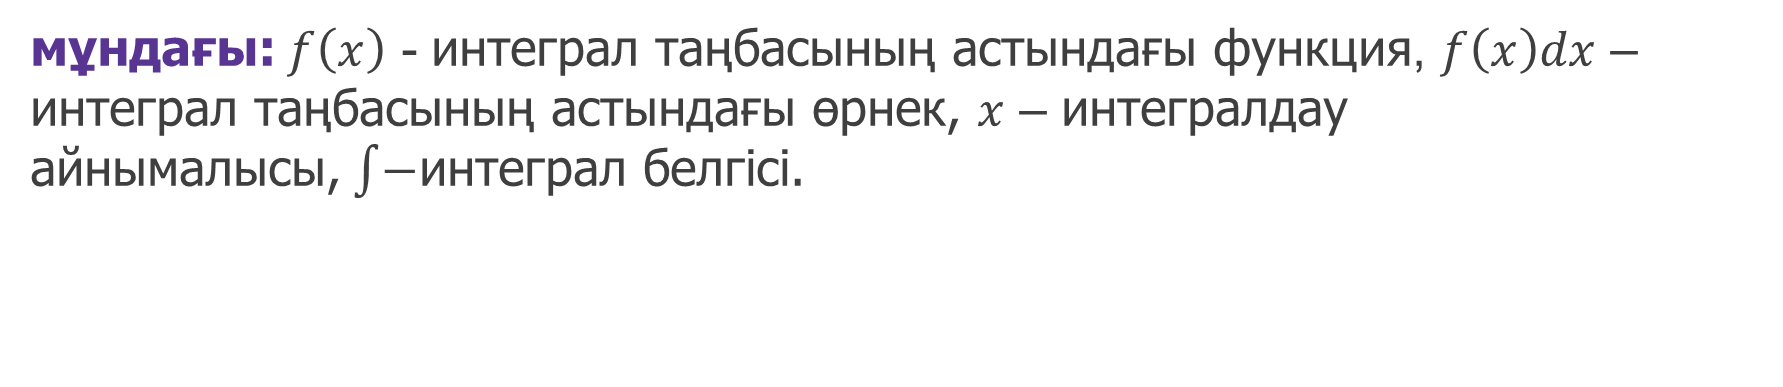 мұндағы: 𝑓(𝑥) - интеграл таңбасының астындағы функция, 𝑓(𝑥)𝑑𝑥 −
интеграл таңбасының астындағы өрнек, 𝑥 − интегралдау
айнымалысы, ∫ −интеграл белгісі.